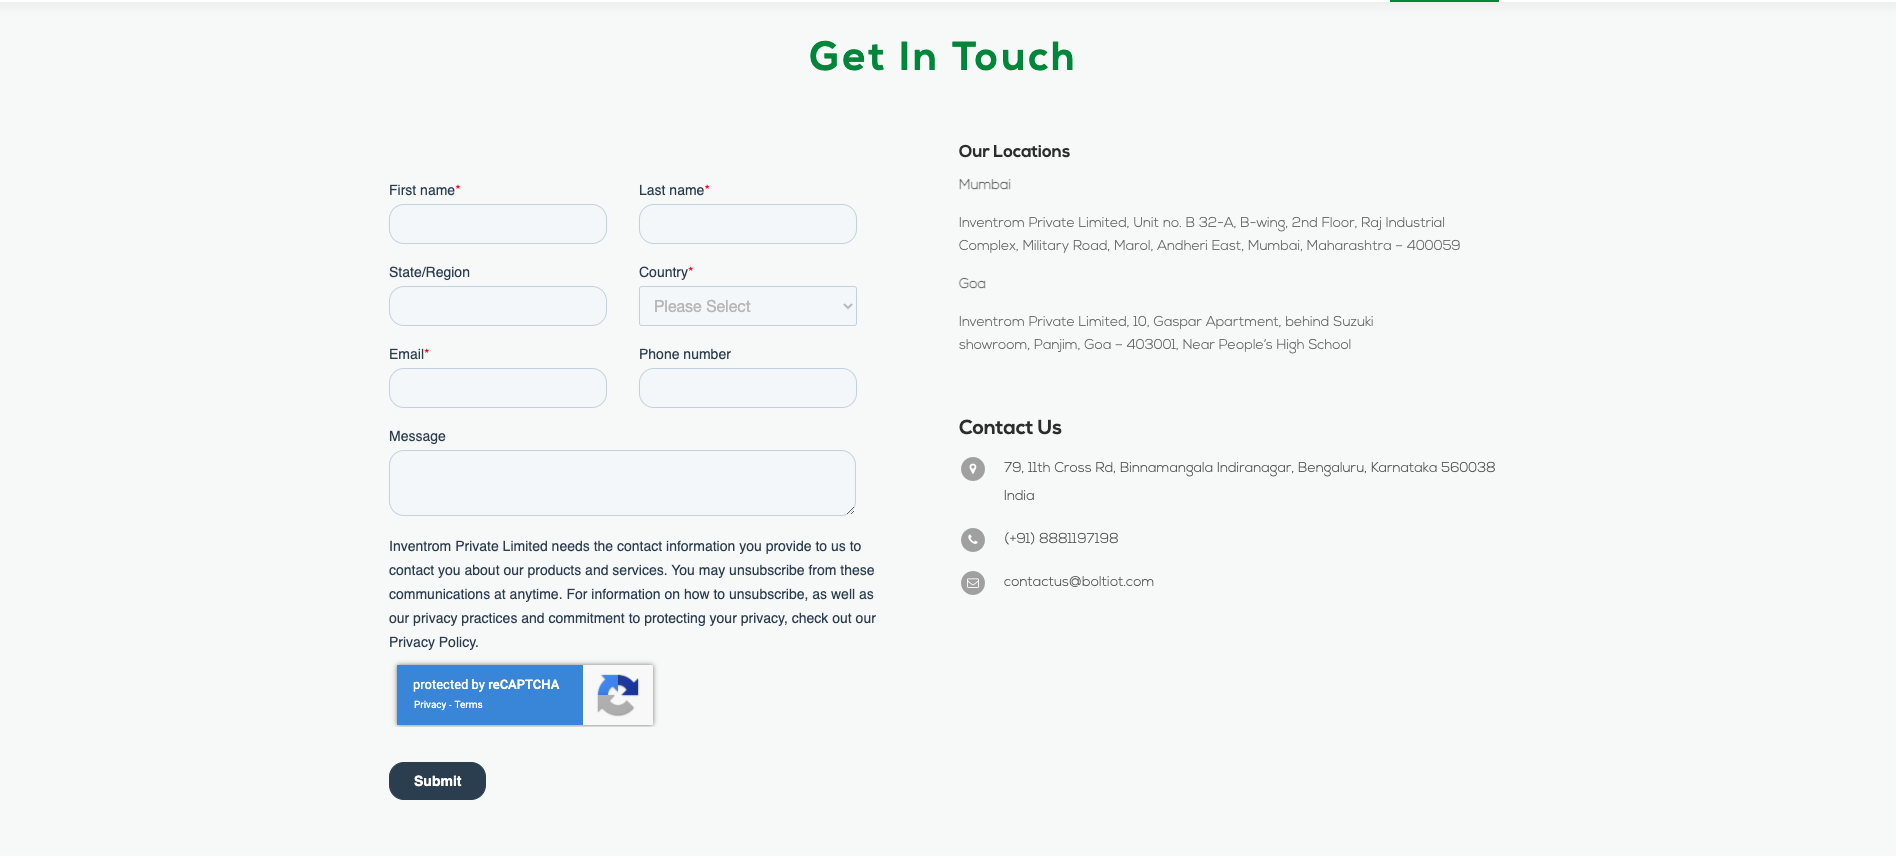 Get In Touch
First name*
Last name*
State/Region
Country*
Please Select
Email*
Phone number
Message
Inventrom Private Limited needs the contact information you provide to us to
contact you about our products and services. You may unsubscribe from these
communications at anytime. For information on how to unsubscribe, as well as
our privacy practices and commitment to protecting your privacy, check out our
Privacy Policy.
protected by reCAPTCHA
Privacy - Terms
Submit
Our Locations
Mumbai
Inventrom Private Limited, Unit no. B 32-A, B-wing, 2nd Floor, Raj Industrial
Complex, Military Road, Marol, Andheri East, Mumbai, Maharashtra – 400059
Goa
Inventrom Private Limited, 10, Gaspar Apartment, behind Suzuki
showroom, Panjim, Goa – 403001, Near People’s High School
Contact Us
79, 11th Cross Rd, Binnamangala Indiranagar, Bengaluru, Karnataka 560038
India
(+91) 8881197198
contactus@boltiot.com